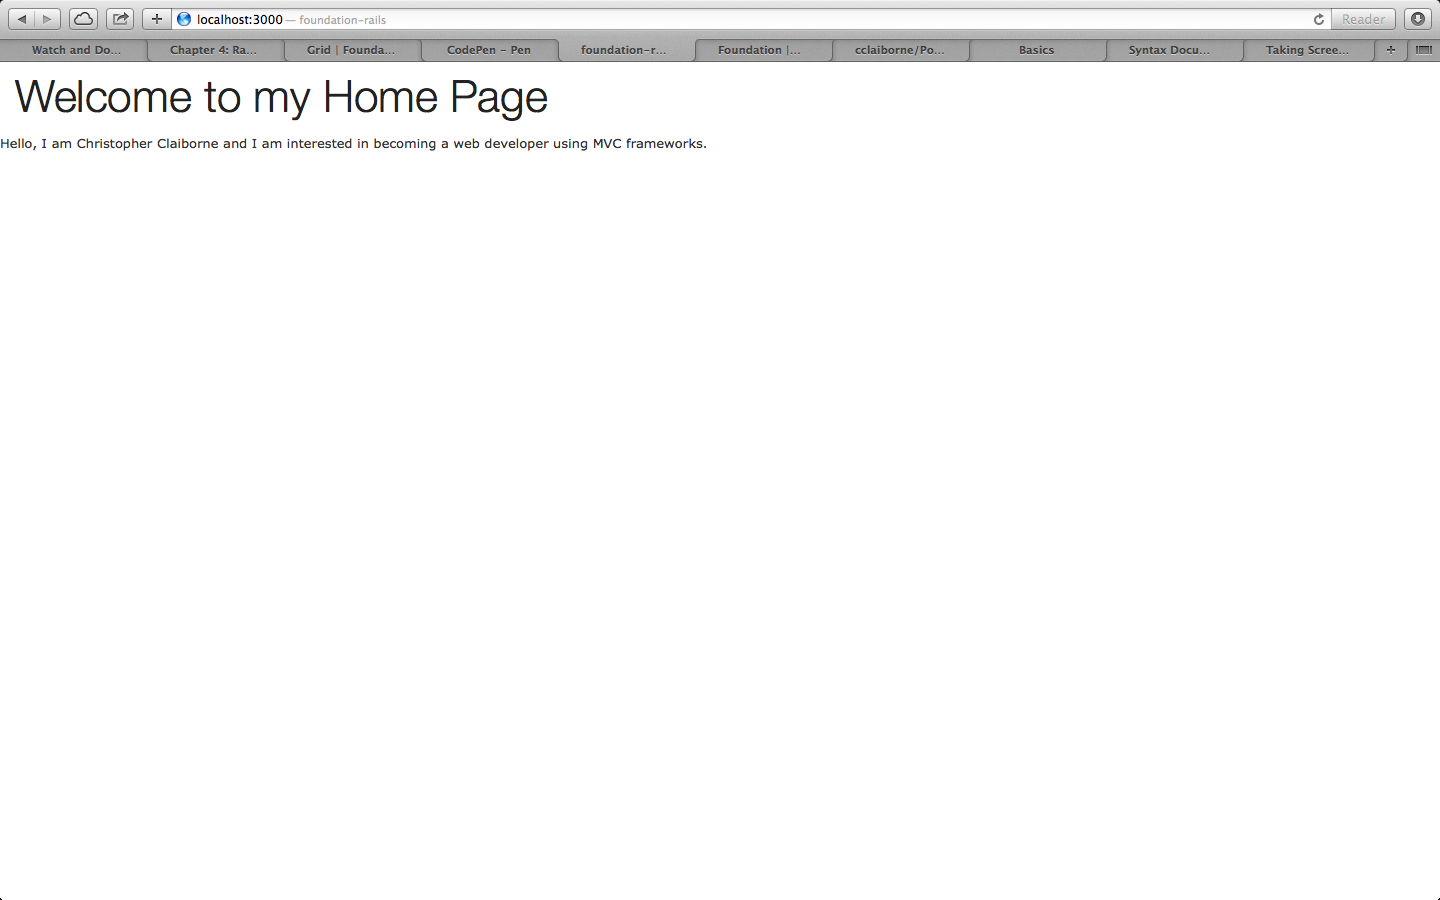 localhost:3000 — foundation-rails
Reader
Watch and Do... Chapter 4: Ra... Grid | Founda... CodePen - Pen foundation-r... Foundation |... cclaiborne/Po... Basics Syntax Docu... Taking Scree...
Welcome to my Home Page
Hello, I am Christopher Claiborne and I am interested in becoming a web developer using MVC frameworks.